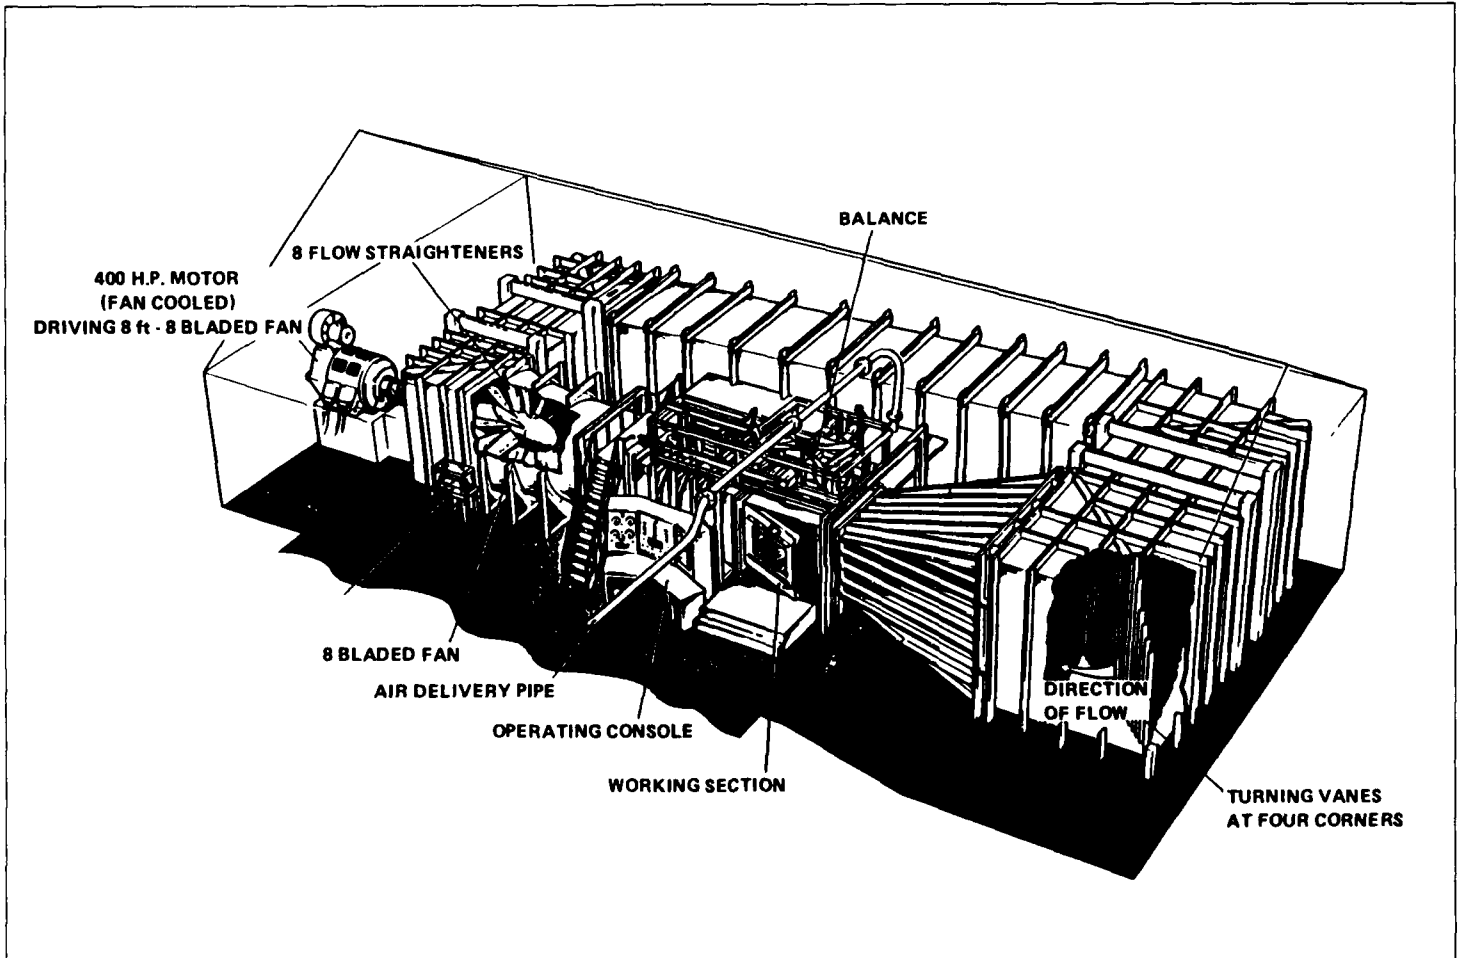 BALANCE
8 FLOW STRAIGHTENERS
400 H.P. MOTOR
(FAN COOLED)
DRIVING 8 ft - 8 BLADED FAN
8 BLADED FAN
AIR DELIVERY PIPE
OPERATING CONSOLE
WORKING SECTION
DIRECTION
OF FLOW
TURNING VANES
AT FOUR CORNERS